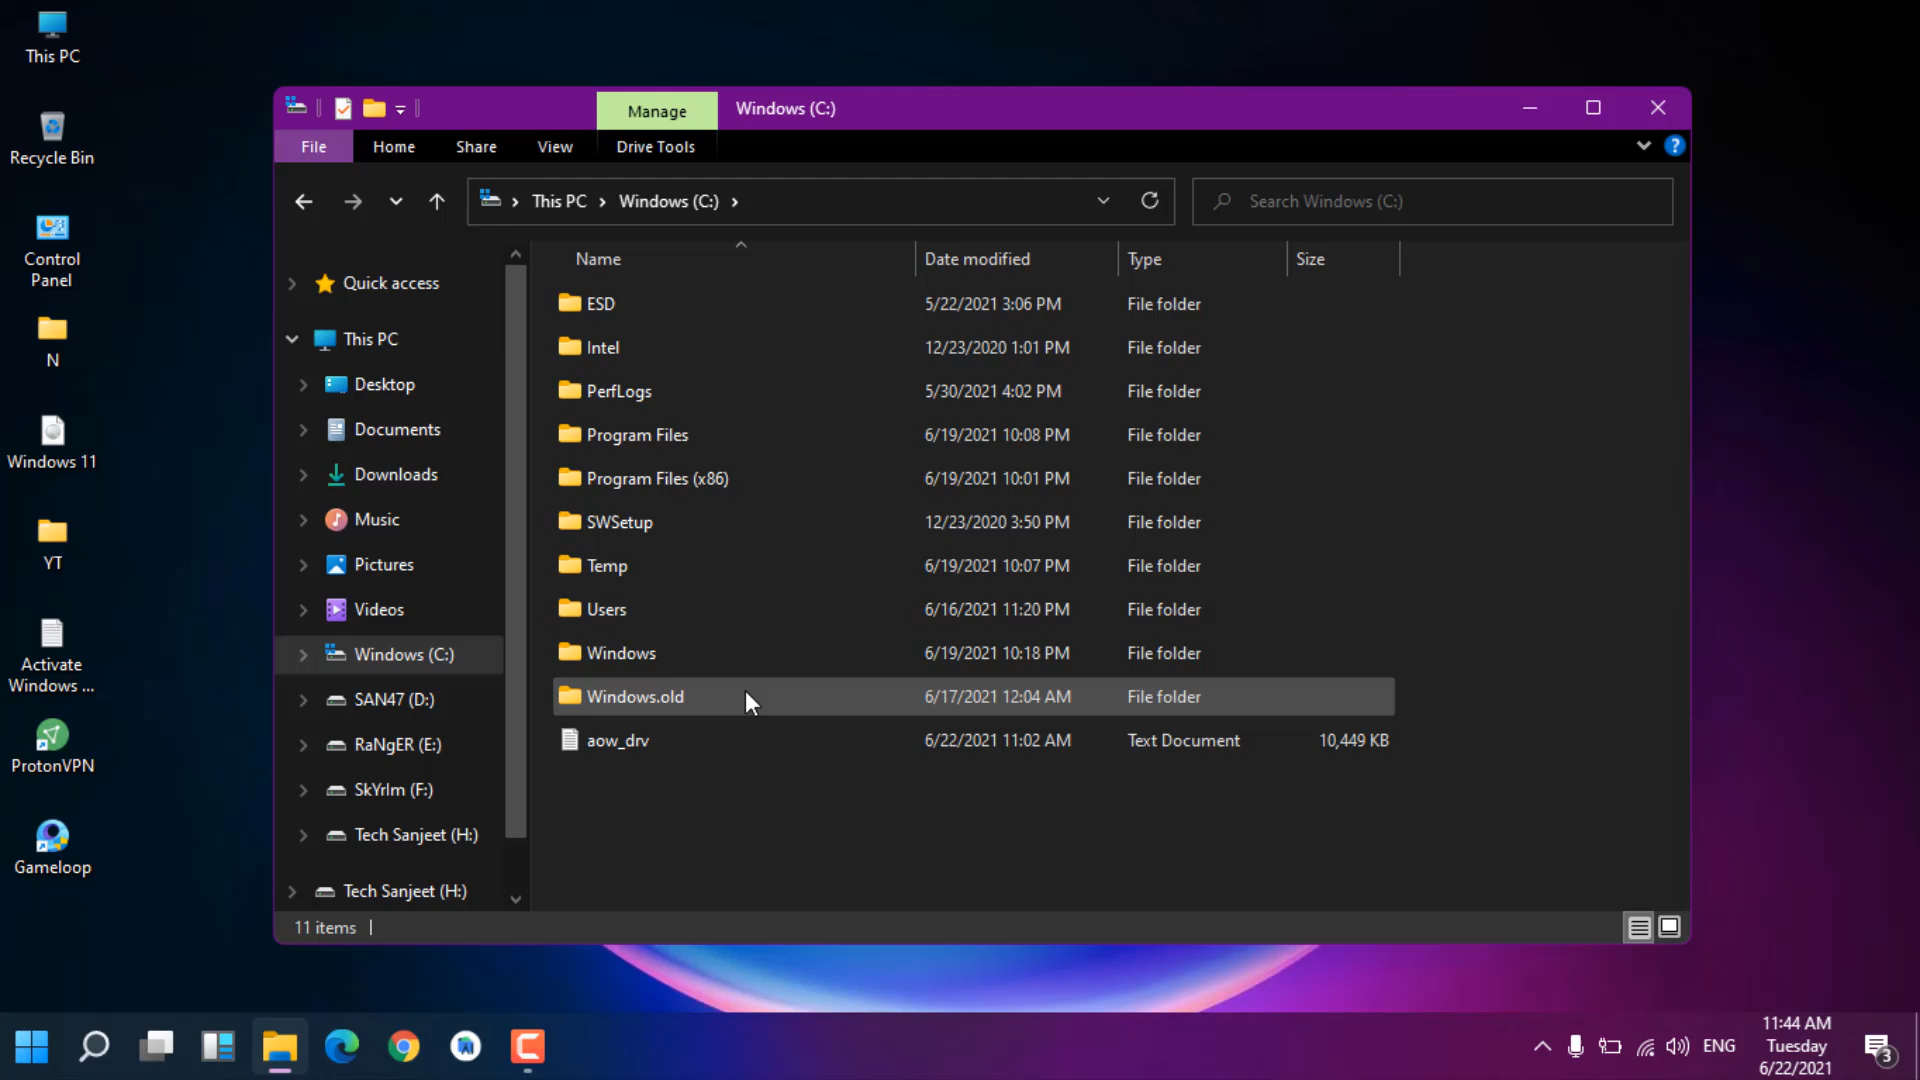 This PC
Recycle Bin
Control
Panel
N
Windows 11
YT
Activate
Windows ...
ProtonVPN
Gameloop
Manage
Windows (C:)
File
Home
Share
View
Drive Tools
?
This PC
Windows (C:)
Search Windows (C:)
Quick access
This PC
Desktop
Documents
Downloads
Music
Pictures
Videos
Windows (C:)
SAN47 (D:)
RaNgER (E:)
SkYrIm (F:)
Tech Sanjeet (H:)
Tech Sanjeet (H:)
Name Date modified Type Size
ESD 5/22/2021 3:06 PM File folder
Intel 12/23/2020 1:01 PM File folder
PerfLogs 5/30/2021 4:02 PM File folder
Program Files 6/19/2021 10:08 PM File folder
Program Files (x86) 6/19/2021 10:01 PM File folder
SWSetup 12/23/2020 3:50 PM File folder
Temp 6/19/2021 10:07 PM File folder
Users 6/16/2021 11:20 PM File folder
Windows 6/19/2021 10:18 PM File folder
Windows.old 6/17/2021 12:04 AM File folder
aow_drv 6/22/2021 11:02 AM Text Document 10,449 KB
11 items
ENG
11:44 AM
Tuesday
6/22/2021
3